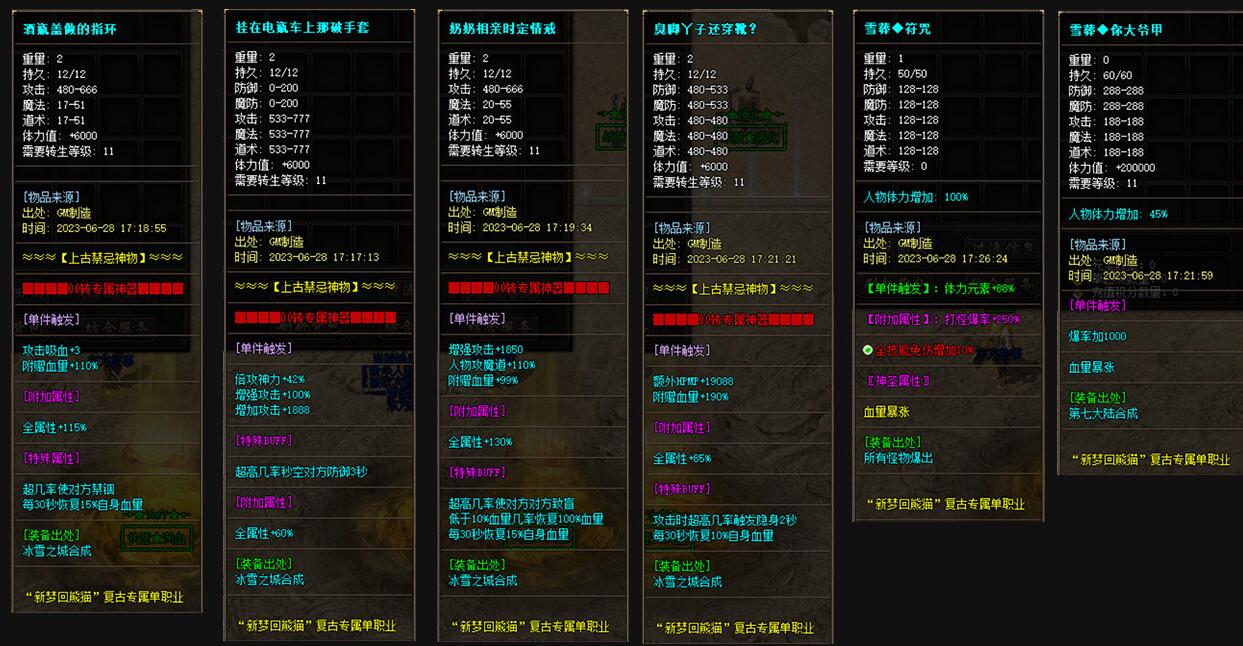 酒瓶盖做的指环
重量: 2
持久: 12/12
攻击: 480-666
魔法: 17-51
道术: 17-51
体力值: +6000
需要转生等级: 11
[物品来源]
出处: GM制造
时间: 2023-06-28 17:18:55
~~~【上古禁忌神物】~~~
00转专属神器
[单件触发]
攻击吸血+3
附赠血量+110%
[附加属性]
全属性+115%
[特殊属性]
超几率使对方禁锢
每30秒恢复15%自身血量
[装备出处]
冰雪之城合成
“新梦回熊猫”复古专属单职业
挂在电瓶车上那破手套
重量: 2
持久: 12/12
防御: 0-200
魔防: 0-200
攻击: 533-777
魔法: 533-777
道术: 533-777
体力值: +6000
需要转生等级: 11
[物品来源]
出处: GM制造
时间: 2023-06-28 17:17:13
~~~【上古禁忌神物】~~~
00转专属神器
[单件触发]
倍攻神力+42%
增强攻击+100%
增加攻击+1888
[特殊BUFF]
超高几率秒空对方防御3秒
[附加属性]
全属性+60%
[装备出处]
冰雪之城合成
“新梦回熊猫”复古专属单职业
奶奶相亲时定情戒
重量: 2
持久: 12/12
攻击: 480-666
魔法: 20-55
道术: 20-55
体力值: +6000
需要转生等级: 11
[物品来源]
出处: GM制造
时间: 2023-06-28 17:19:34
~~~【上古禁忌神物】~~~
00转专属神器
[单件触发]
增强攻击+1850
人物攻魔道+110%
附赠血量+99%
[附加属性]
全属性+130%
[特殊BUFF]
超高几率使对方对方致盲
低于10%血量几率恢复100%血量
每30秒恢复15%自身血量
[装备出处]
冰雪之城合成
“新梦回熊猫”复古专属单职业
臭脚丫子还穿靴?
重量: 2
持久: 12/12
防御: 480-533
魔防: 480-533
攻击: 480-480
魔法: 480-480
道术: 480-480
体力值: +6000
需要转生等级: 11
[物品来源]
出处: GM制造
时间: 2023-06-28 17:21:21
~~~【上古禁忌神物】~~~
00转专属神器
[单件触发]
额外HPMP+19088
附赠血量+190%
[附加属性]
全属性+85%
[特殊BUFF]
攻击时超高几率触发隐身2秒
每30秒恢复10%自身血量
[装备出处]
冰雪之城合成
“新梦回熊猫”复古专属单职业
雪葬◆符咒
重量: 1
持久: 50/50
防御: 128-128
魔防: 128-128
攻击: 128-128
魔法: 128-128
道术: 128-128
需要等级: 0
人物体力增加: 100%
[物品来源]
出处: GM制造
时间: 2023-06-28 17:26:24
【单件触发】: 体力元素+88%
【附加属性】: 打怪爆率+250%
全技能免伤增加10%
〖神圣属性〗
血量暴涨
[装备出处]
所有怪物爆出
“新梦回熊猫”复古专属单职业
雪葬◆你大爷甲
重量: 0
持久: 60/60
防御: 288-288
魔防: 288-288
攻击: 188-188
魔法: 188-188
道术: 188-188
体力值: +200000
需要转生等级: 11
人物体力增加: 45%
[物品来源]
出处: GM制造
时间: 2023-06-28 17:21:59
[单件触发]
爆率加1000
血量暴涨
[装备出处]
第七大陆合成
“新梦回熊猫”复古专属单职业